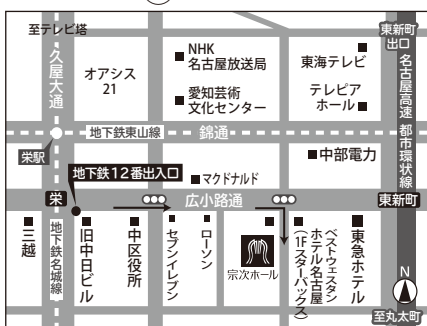 至テレビ塔
久屋大通
オアシス
21
NHK
名古屋放送局
愛知芸術
文化センター
東海テレビ
テレピア
ホール
東新町
出口
名古屋高速
都市環状線
地下鉄東山線
錦通
栄駅
地下鉄12番出入口
マクドナルド
中部電力
栄
広小路通
東新町
三越
地下鉄名城線
旧中日ビル
中区役所
セブンイレブン
ローソン
宗次ホール
ベストウェスタン
ホテル名古屋
(1Fスターバックス)
東急ホテル
N
至丸太町